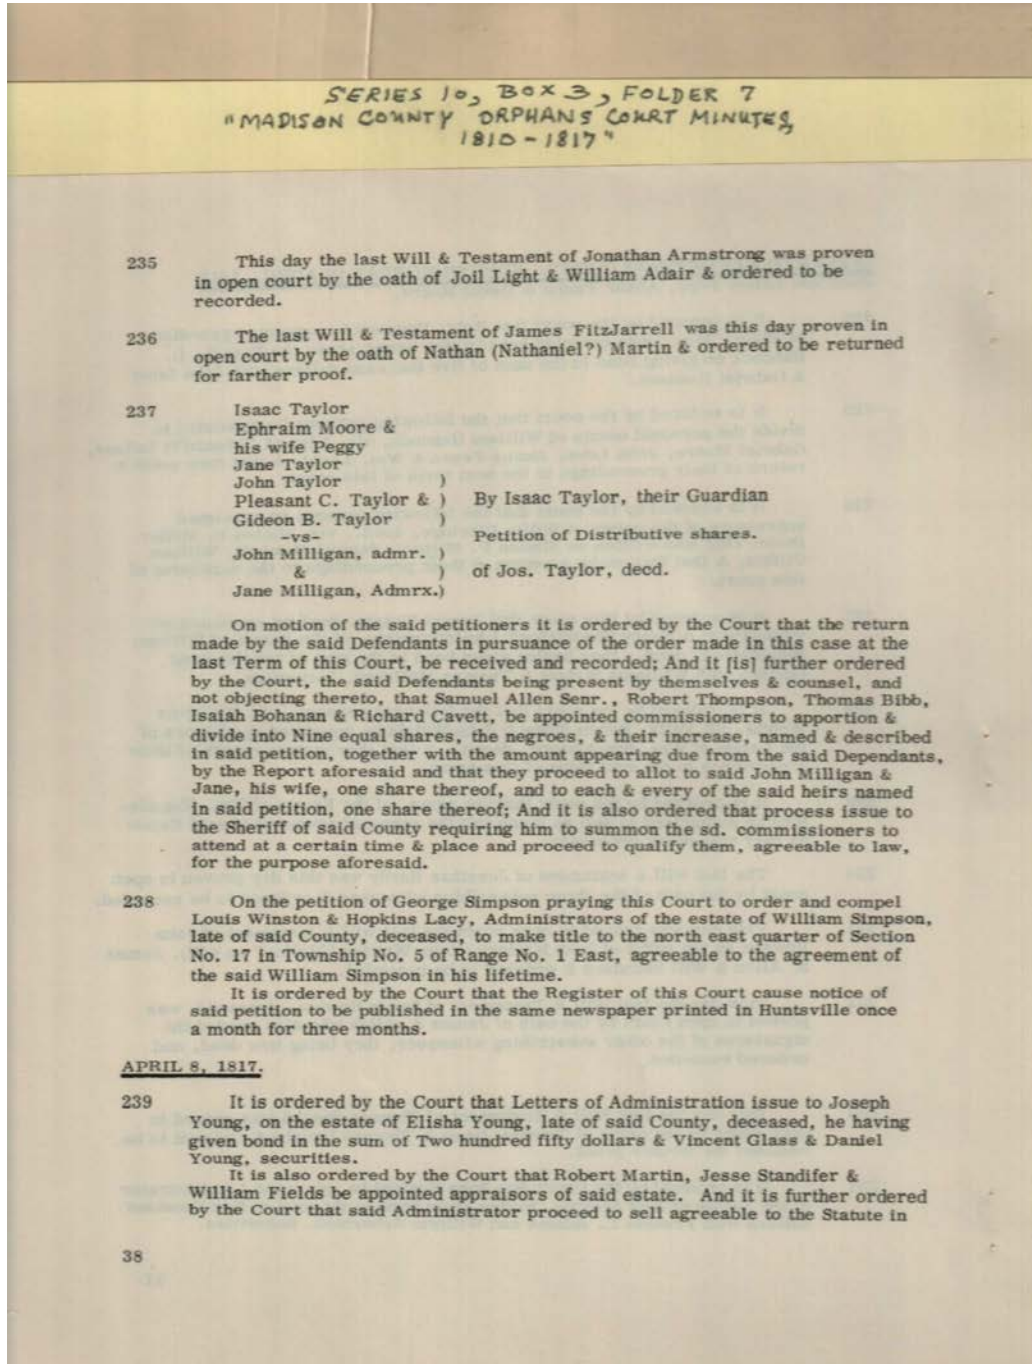 SERIES 10, BOX 3, FOLDER 7
"MADISON COUNTY ORPHANS COURT MINUTES,
1810-1817"
235 This day the last Will & Testament of Jonathan Armstrong was proven
in open court by the oath of Joil Light & William Adair & ordered to be
recorded.
236 The last Will & Testament of James FitzJarrell was this day proven in
open court by the oath of Nathan (Nathaniel?) Martin & ordered to be returned
for farther proof.
237 Isaac Taylor
Ephraim Moore &
his wife Peggy
Jane Taylor
John Taylor )
Pleasant C. Taylor & ) By Isaac Taylor, their Guardian
Gideon B. Taylor )
-vs- Petition of Distributive shares.
John Milligan, admr. )
& ) of Jos. Taylor, decd.
Jane Milligan, Admrx.)
On motion of the said petitioners it is ordered by the Court that the return
made by the said Defendants in pursuance of the order made in this case at the
last Term of this Court, be received and recorded; And it [is] further ordered
by the Court, the said Defendants being present by themselves & counsel, and
not objecting thereto, that Samuel Allen Senr., Robert Thompson, Thomas Bibb,
Isaiah Bohanan & Richard Cavett, be appointed commissioners to apportion &
divide into Nine equal shares, the negroes, & their increase, named & described
in said petition, together with the amount appearing due from the said Dependants,
by the Report aforesaid and that they proceed to allot to said John Milligan &
Jane, his wife, one share thereof, and to each & every of the said heirs named
in said petition, one share thereof; And it is also ordered that process issue to
the Sheriff of said County requiring him to summon the sd. commissioners to
attend at a certain time & place and proceed to qualify them, agreeable to law,
for the purpose aforesaid.
238 On the petition of George Simpson praying this Court to order and compel
Louis Winston & Hopkins Lacy, Administrators of the estate of William Simpson,
late of said County, deceased, to make title to the north east quarter of Section
No. 17 in Township No. 5 of Range No. 1 East, agreeable to the agreement of
the said William Simpson in his lifetime.
It is ordered by the Court that the Register of this Court cause notice of
said petition to be published in the same newspaper printed in Huntsville once
a month for three months.
APRIL 8, 1817.
239 It is ordered by the Court that Letters of Administration issue to Joseph
Young, on the estate of Elisha Young, late of said County, deceased, he having
given bond in the sum of Two hundred fifty dollars & Vincent Glass & Daniel
Young, securities.
It is also ordered by the Court that Robert Martin, Jesse Standifer &
William Fields be appointed appraisors of said estate. And it is further ordered
by the Court that said Administrator proceed to sell agreeable to the Statute in
38